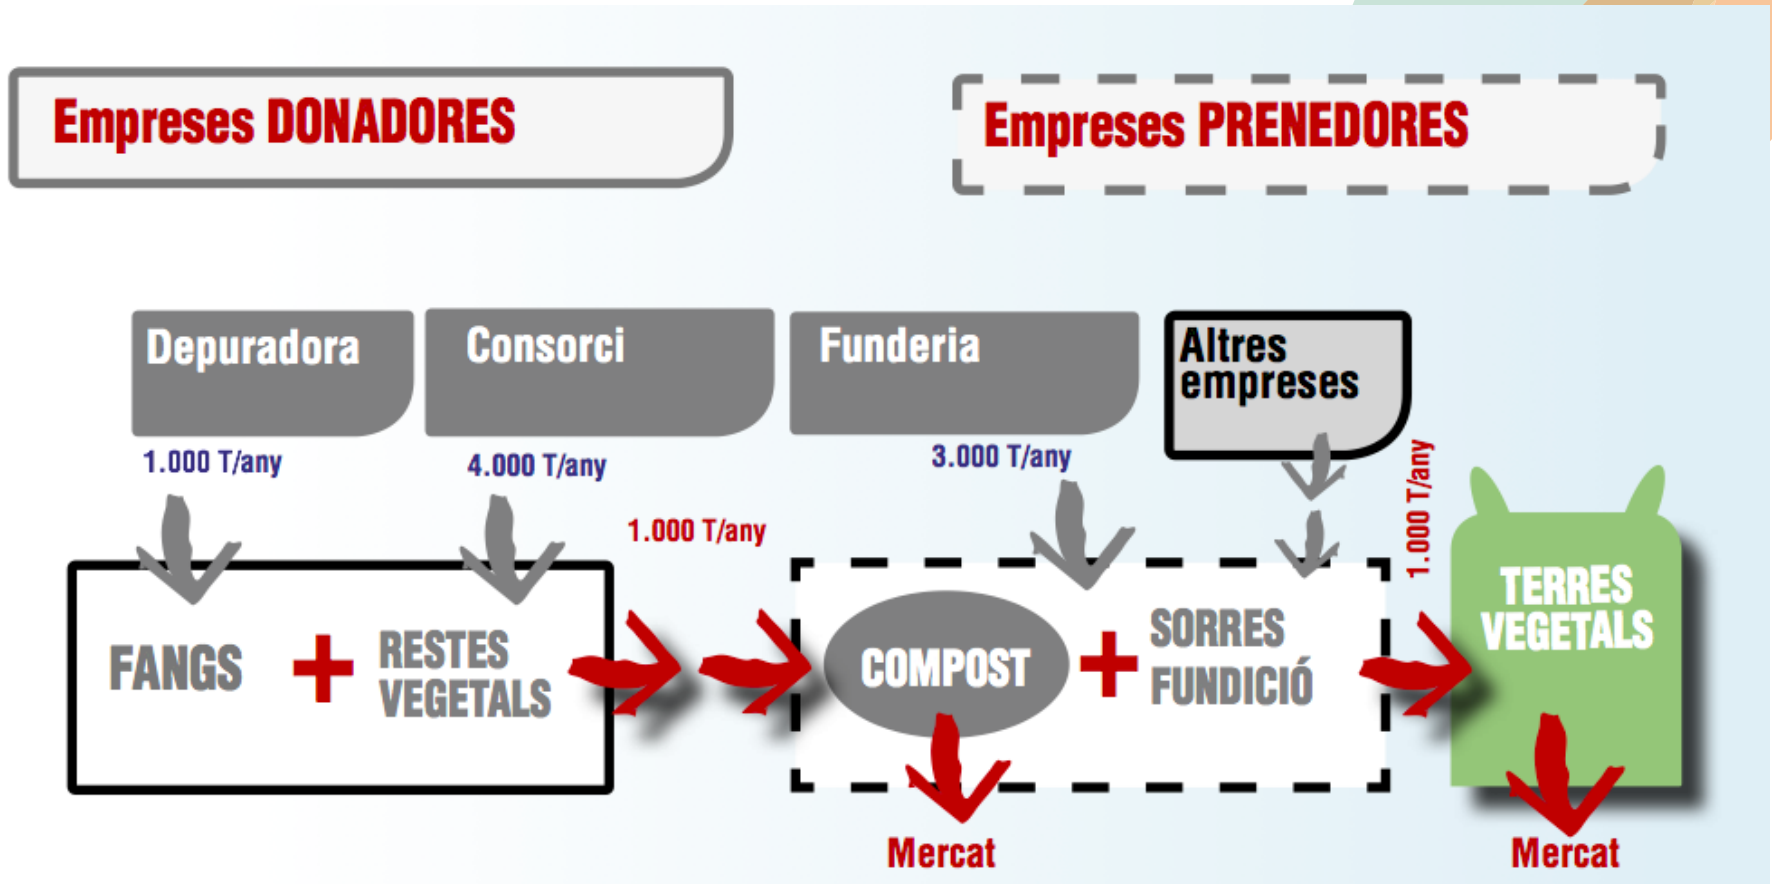 Empreses DONADORES
Empreses PRENEDORES
Depuradora
Consorci
Funderia
Altres
empreses
1.000 T/any
4.000 T/any
3.000 T/any
1.000 T/any
1.000 T/any
FANGS
+
RESTES
VEGETALS
COMPOST
+
SORRES
FUNDICIÓ
TERRES
VEGETALS
Mercat
Mercat